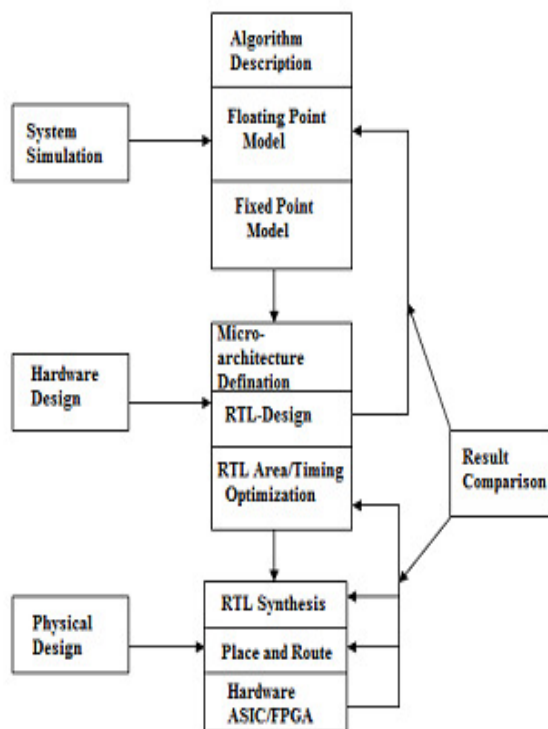 Algorithm
Description
System
Simulation
Floating Point
Model
Fixed Point
Model
Micro-
architecture
Defination
Hardware
Design
RTL-Design
RTL Area/Timing
Optimization
Result
Comparison
RTL Synthesis
Physical
Design
Place and Route
Hardware
ASIC/FPGA